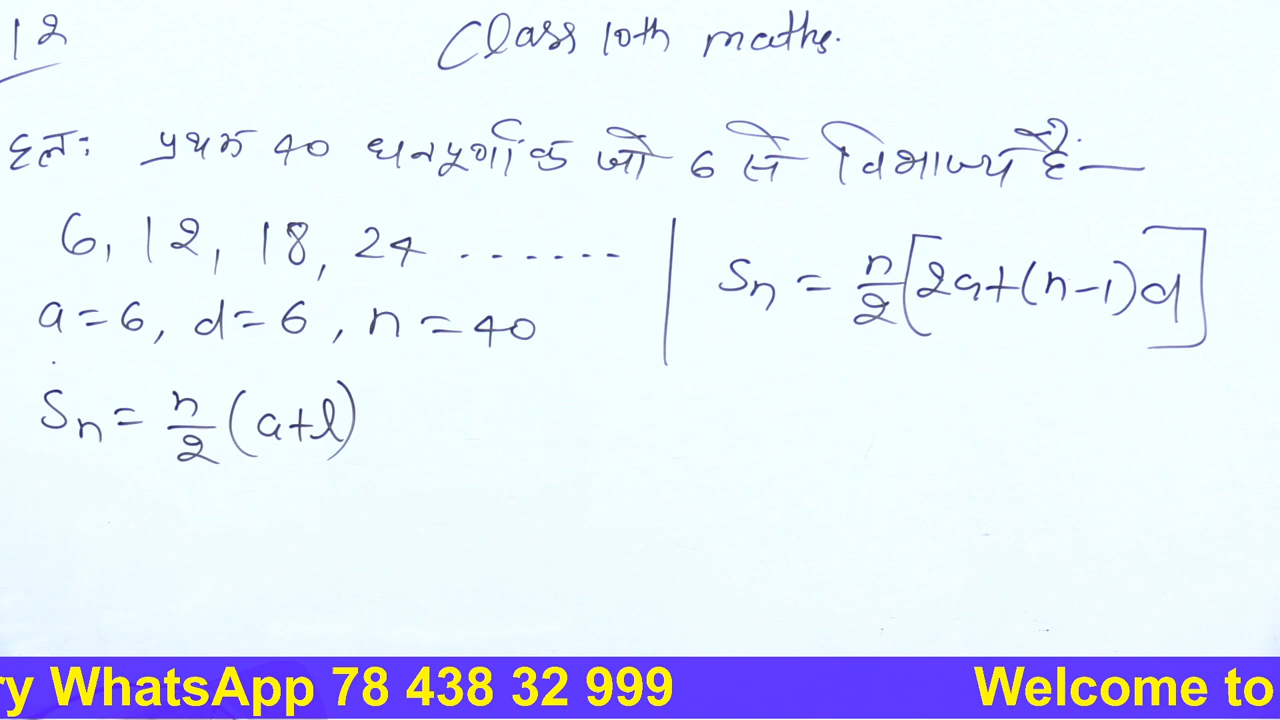 12
Class 10th maths.
हलः प्रथम 40 धनपूर्णांक जो 6 से विभाज्य हैं—
6, 12, 18, 24 .......
a=6, d=6, n=40
Sn = n/2 (a+l)
Sn = n/2 [2a+(n-1)d]
ry WhatsApp 78 438 32 999 Welcome to